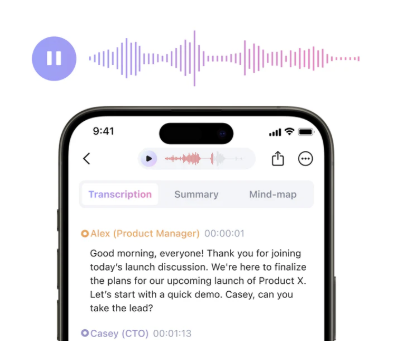 9:41
Transcription Summary Mind-map
Alex (Product Manager) 00:00:01
Good morning, everyone! Thank
you for joining
today's launch discussion. We're here to finalize
the plans for our upcoming launch of Product X.
Let's start with a quick demo. Casey, can you
take the lead?
Casey (CTO) 00:01:13